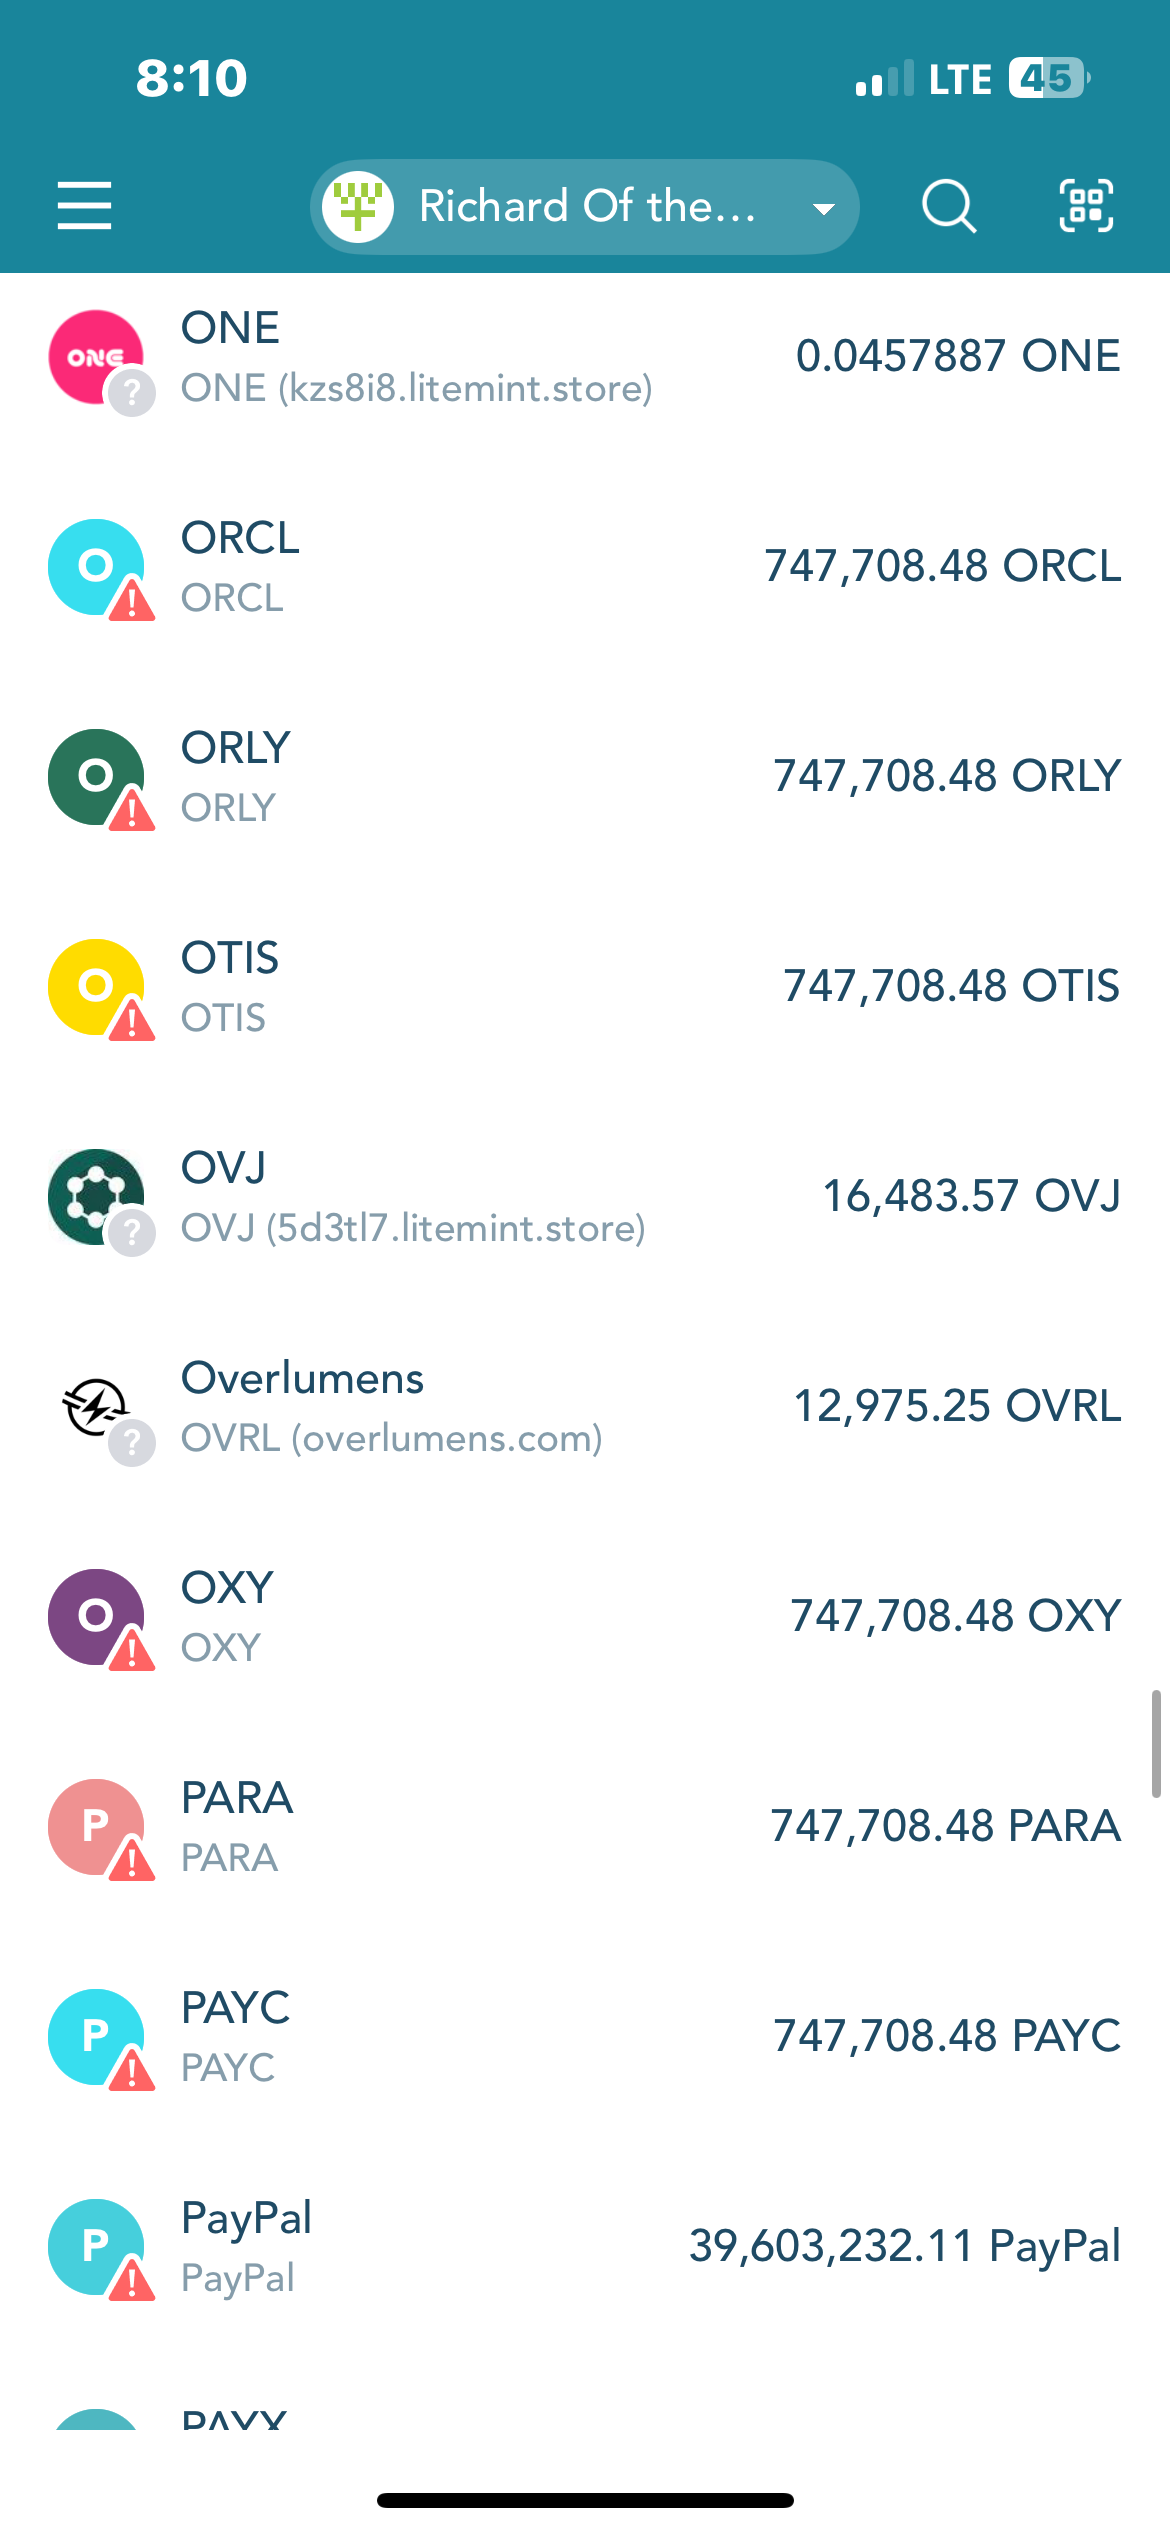 8:10
LTE 45
Richard Of the...
ONE
ONE
0.0457887 ONE
?
ONE (kzs8i8.litemint.store)
O
ORCL
747,708.48 ORCL
!
ORCL
O
ORLY
747,708.48 ORLY
!
ORLY
O
OTIS
747,708.48 OTIS
!
OTIS
OVJ
16,483.57 OVJ
?
OVJ (5d3tl7.litemint.store)
Overlumens
12,975.25 OVRL
?
OVRL (overlumens.com)
O
OXY
747,708.48 OXY
!
OXY
P
PARA
747,708.48 PARA
!
PARA
P
PAYC
747,708.48 PAYC
!
PAYC
P
PayPal
39,603,232.11 PayPal
!
PayPal
PAYX